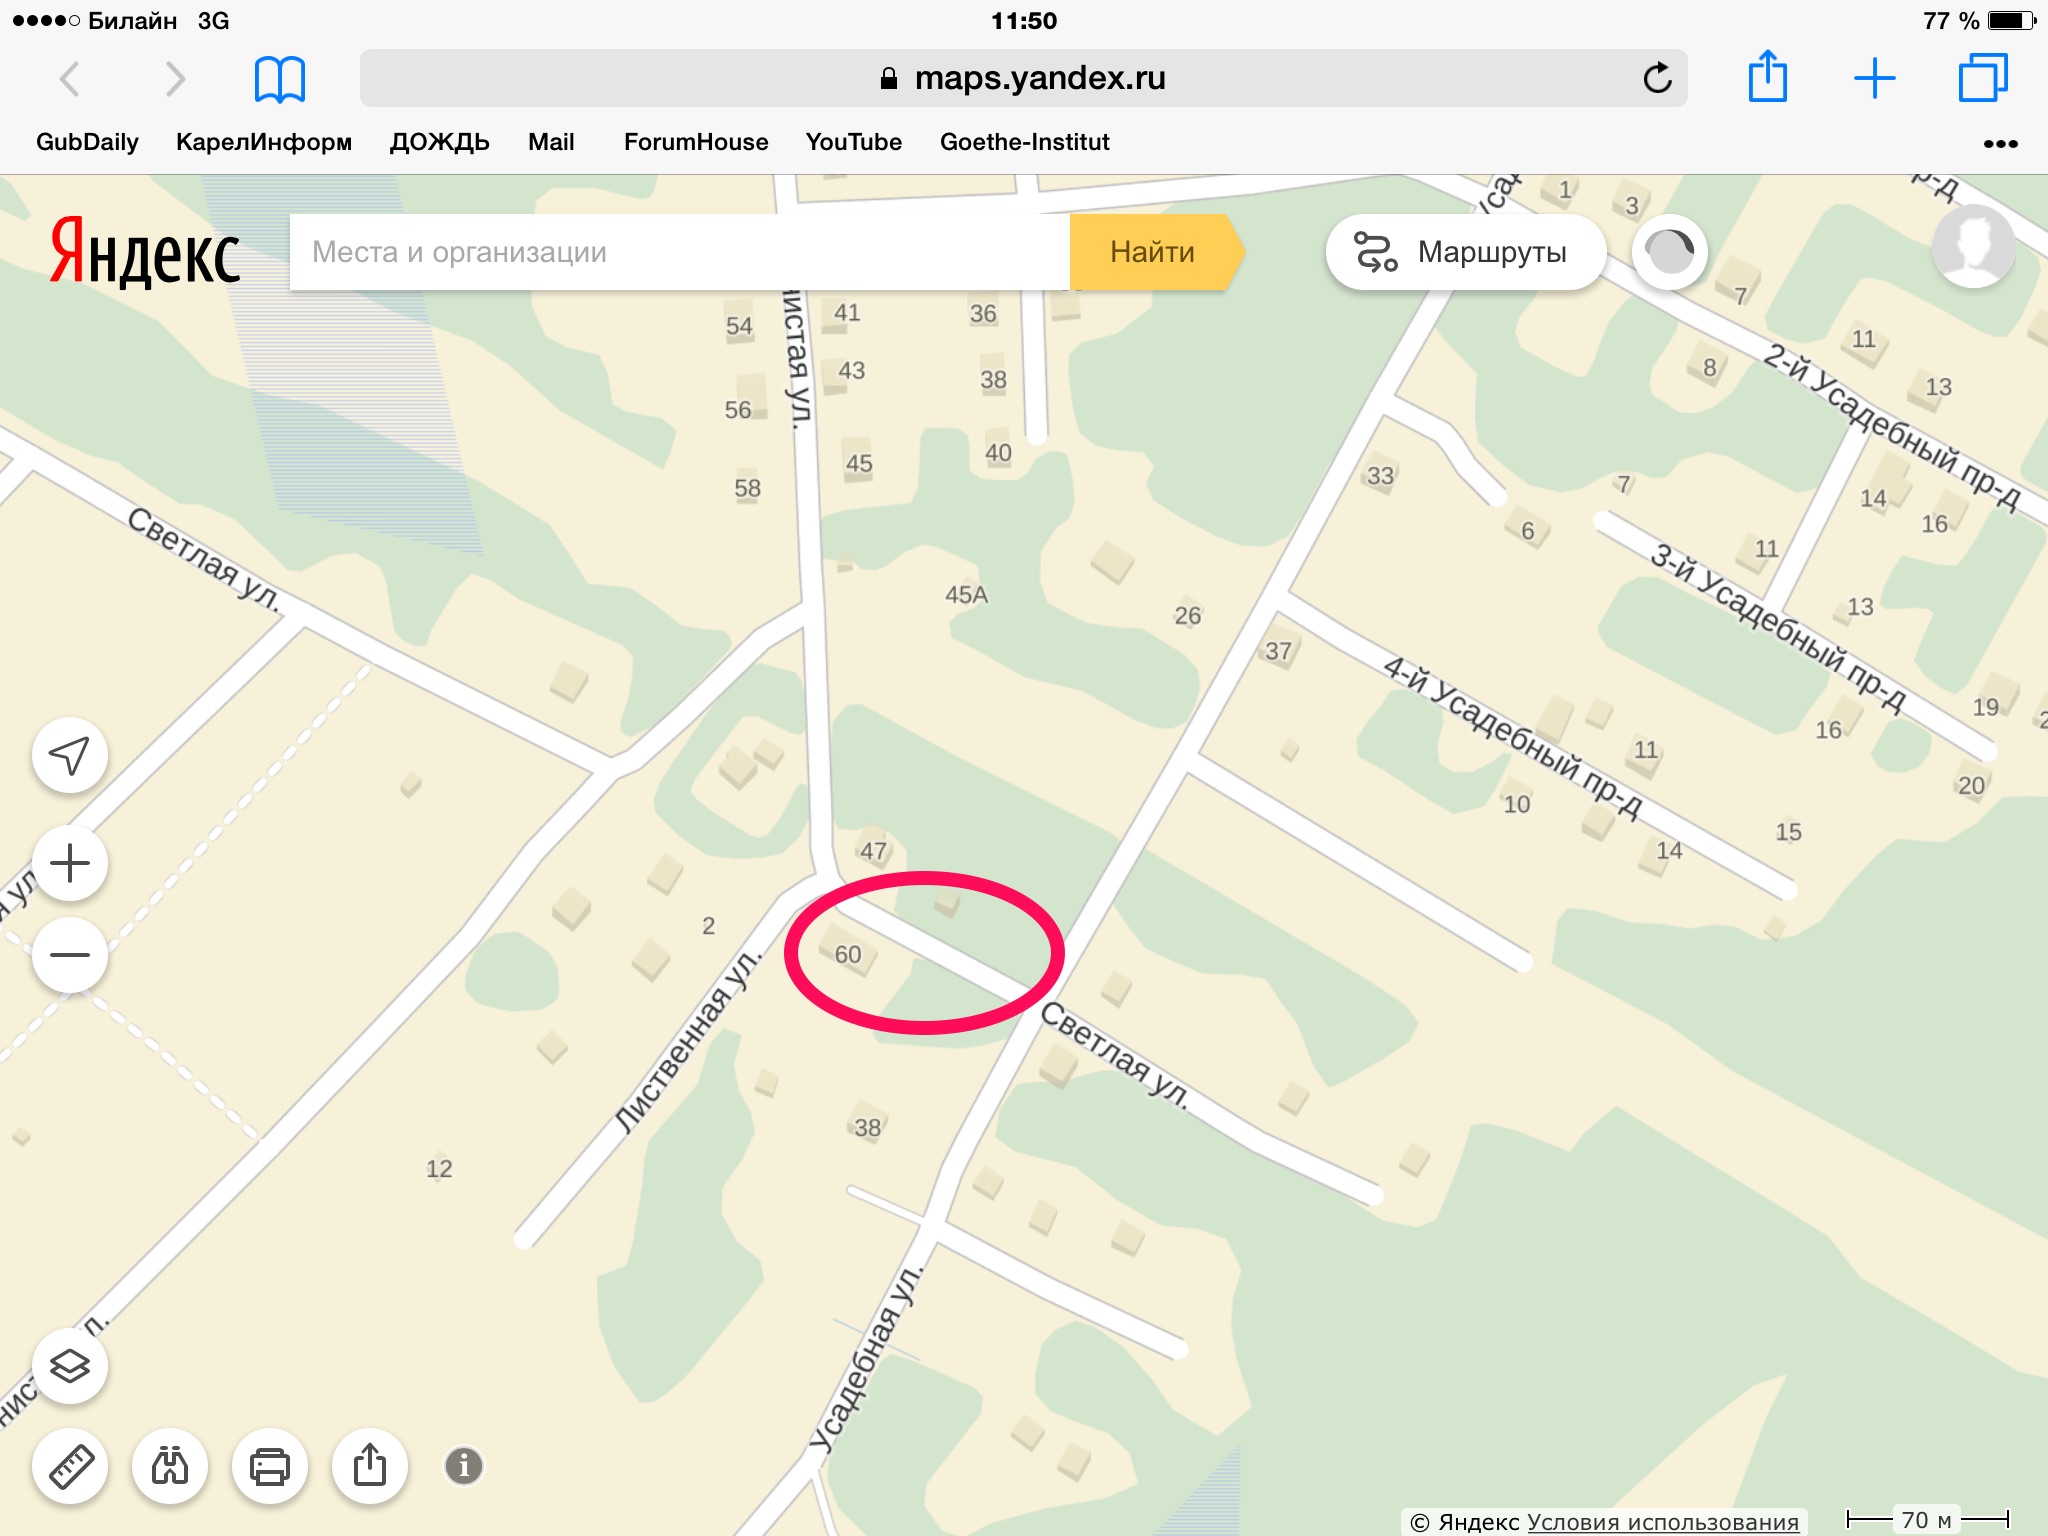 Билайн 3G 11:50 77 %
maps.yandex.ru
GubDaily КарелИнформ ДОЖДЬ Mail ForumHouse YouTube Goethe-Institut
Яндекс Места и организации Найти Маршруты
1
3
7
11
8
13
2-й Усадебный пр-д
54
41
36
43
38
56
45
40
58
33
7
6
14
16
11
3-й Усадебный пр-д
13
Светлая ул.
45А
26
37
4-й Усадебный пр-д
19
16
11
20
10
15
14
47
2
60
Лиственная ул.
Светлая ул.
38
12
Усадебная ул.
© Яндекс Условия использования
70 м